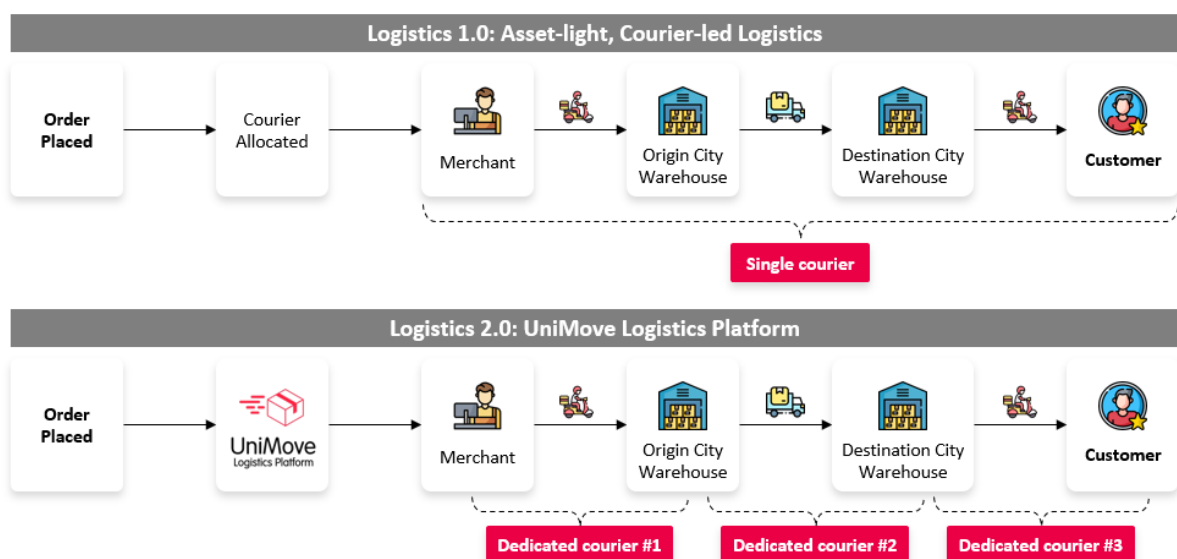 Logistics 1.0: Asset-light, Courier-led Logistics
Order
Placed
Courier
Allocated
Merchant
Origin City
Warehouse
Destination City
Warehouse
Customer
Single courier
Logistics 2.0: UniMove Logistics Platform
Order
Placed
UniMove
Logistics Platform
Merchant
Origin City
Warehouse
Destination City
Warehouse
Customer
Dedicated courier #1
Dedicated courier #2
Dedicated courier #3